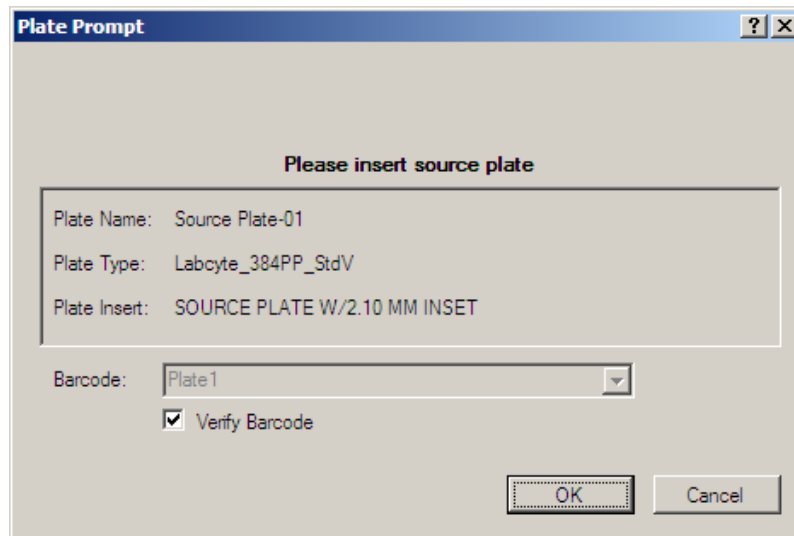 Plate Prompt
Please insert source plate
Plate Name: Source Plate-01
Plate Type: Labcyte_384PP_StdV
Plate Insert: SOURCE PLATE W/2.10 MM INSET
Barcode: Plate1
Verify Barcode
OK Cancel